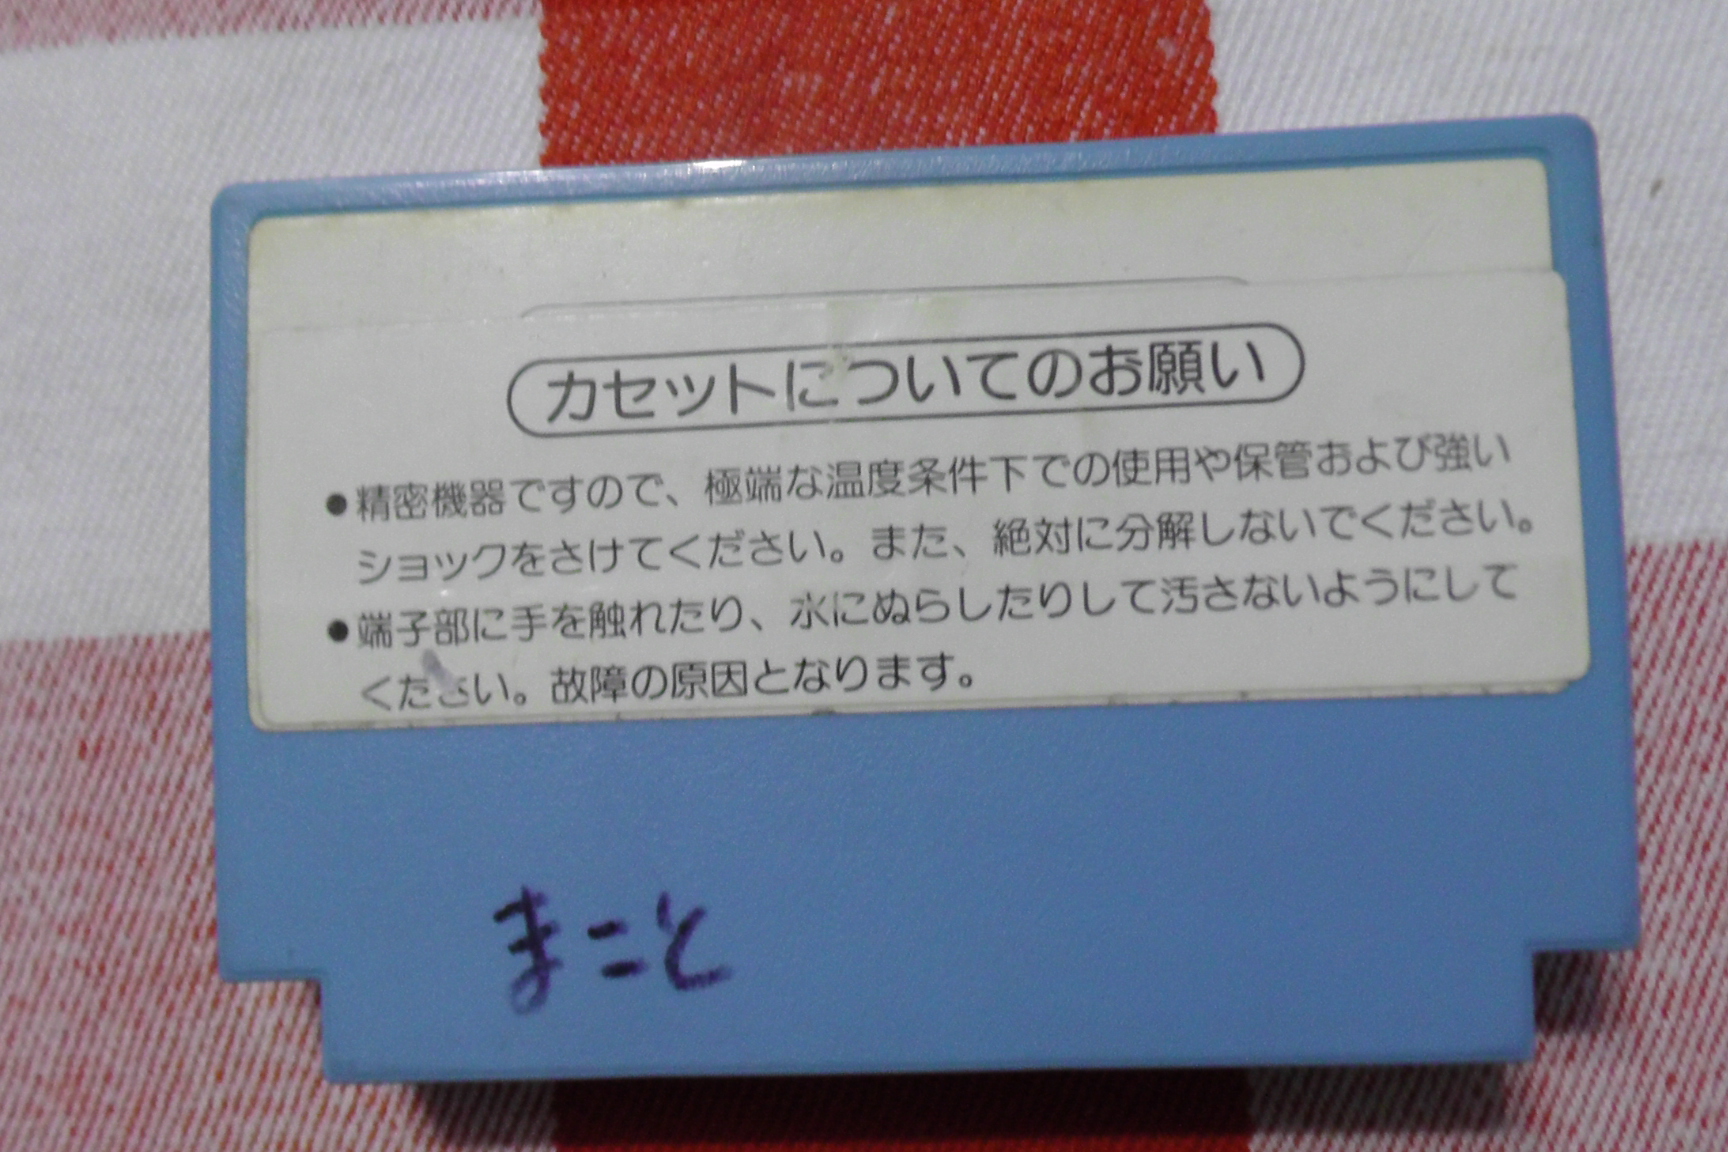 カセットについてのお願い
●精密機器ですので、極端な温度条件下での使用や保管および強い
ショックをさけてください。また、絶対に分解しないでください。
●端子部に手を触れたり、水にぬらしたりして汚さないようにして
ください。故障の原因となります。
まこと